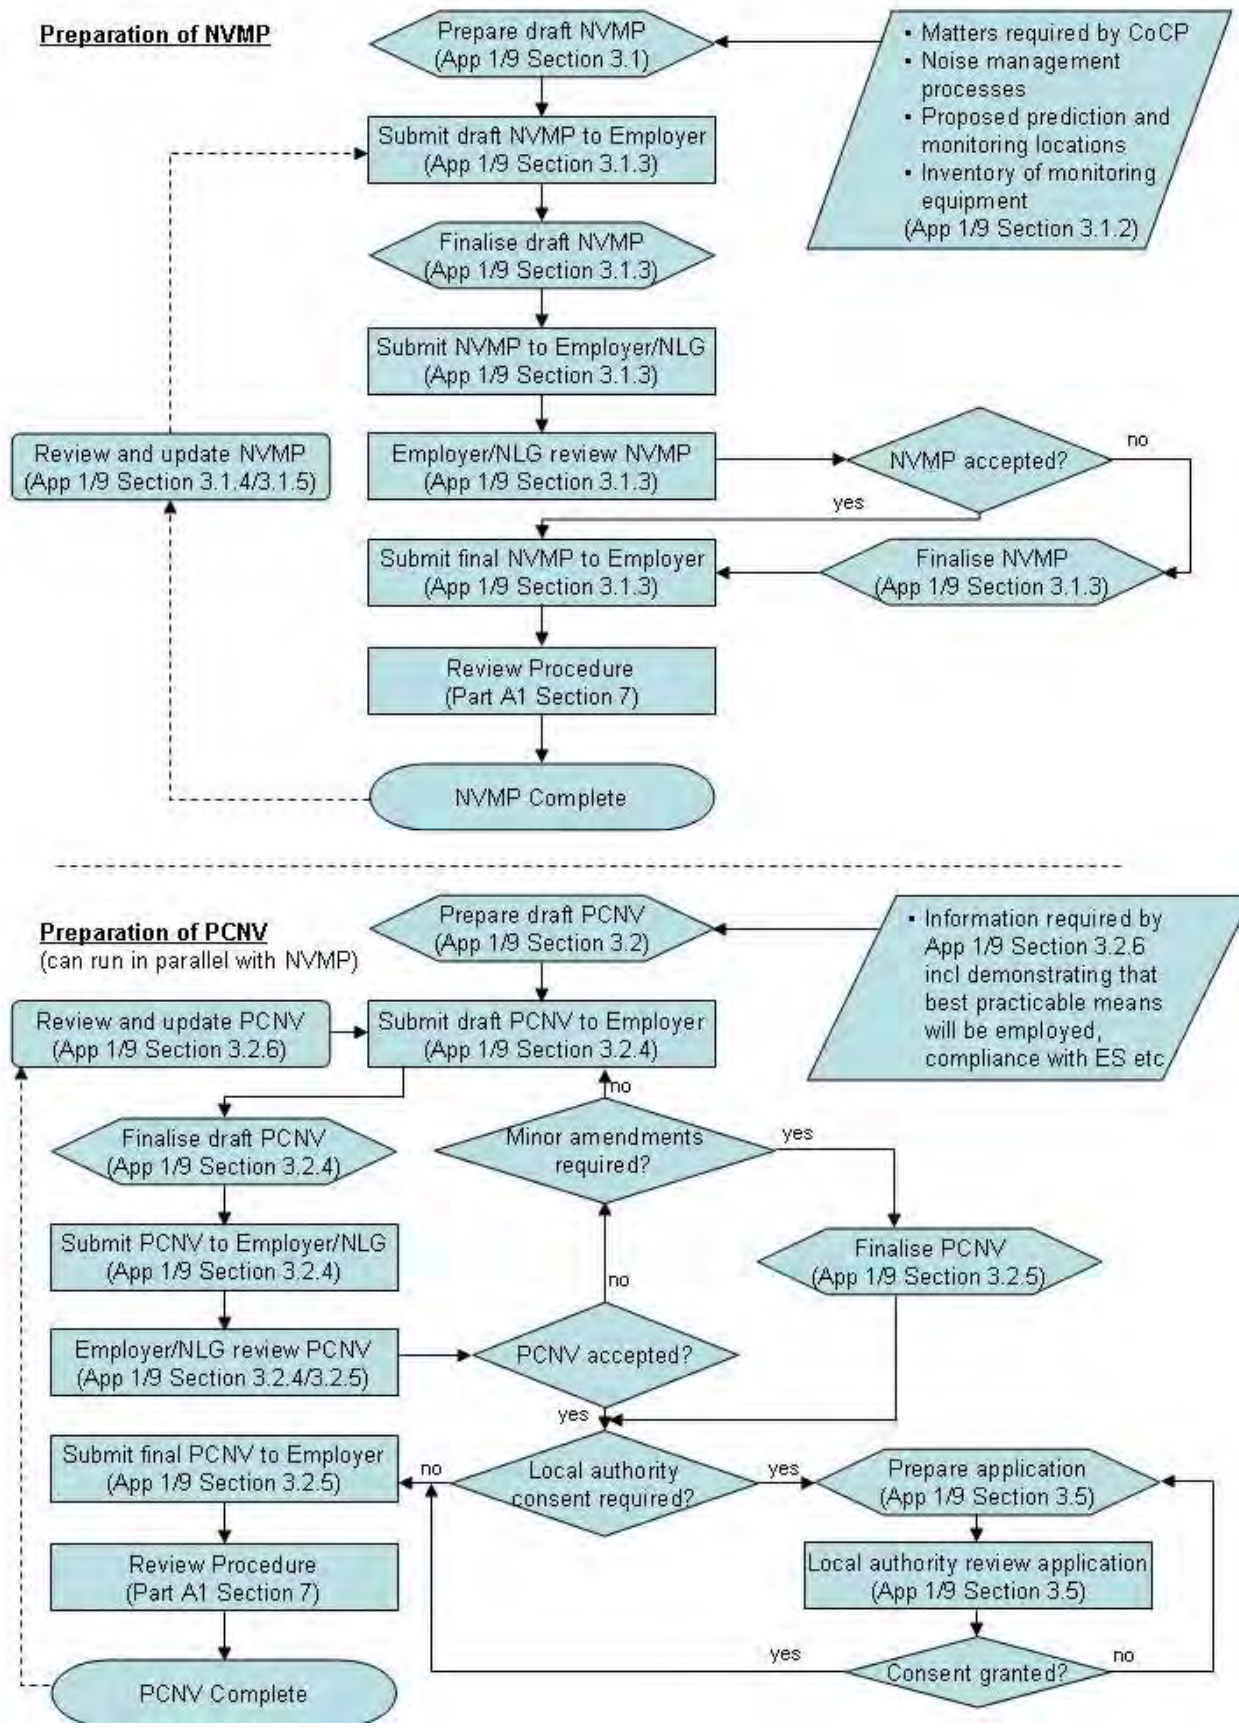 Preparation of NVMP
Prepare draft NVMP
(App 1/9 Section 3.1)
▪ Matters required by CoCP
▪ Noise management
processes
▪ Proposed prediction and
monitoring locations
▪ Inventory of monitoring
equipment
(App 1/9 Section 3.1.2)
Submit draft NVMP to Employer
(App 1/9 Section 3.1.3)
Finalise draft NVMP
(App 1/9 Section 3.1.3)
Submit NVMP to Employer/NLG
(App 1/9 Section 3.1.3)
Review and update NVMP
(App 1/9 Section 3.1.4/3.1.5)
Employer/NLG review NVMP
(App 1/9 Section 3.1.3)
NVMP accepted?
no
yes
Submit final NVMP to Employer
(App 1/9 Section 3.1.3)
Finalise NVMP
(App 1/9 Section 3.1.3)
Review Procedure
(Part A1 Section 7)
NVMP Complete
Preparation of PCNV
(can run in parallel with NVMP)
Prepare draft PCNV
(App 1/9 Section 3.2)
▪ Information required by
App 1/9 Section 3.2.6
incl demonstrating that
best practicable means
will be employed,
compliance with ES etc
Review and update PCNV
(App 1/9 Section 3.2.6)
Submit draft PCNV to Employer
(App 1/9 Section 3.2.4)
no
Finalise draft PCNV
(App 1/9 Section 3.2.4)
Minor amendments
required?
yes
Submit PCNV to Employer/NLG
(App 1/9 Section 3.2.4)
Finalise PCNV
(App 1/9 Section 3.2.5)
no
Employer/NLG review PCNV
(App 1/9 Section 3.2.4/3.2.5)
PCNV accepted?
yes
Submit final PCNV to Employer
(App 1/9 Section 3.2.5)
no
Local authority
consent required?
yes
Prepare application
(App 1/9 Section 3.5)
Review Procedure
(Part A1 Section 7)
Local authority review application
(App 1/9 Section 3.5)
yes
Consent granted?
no
PCNV Complete